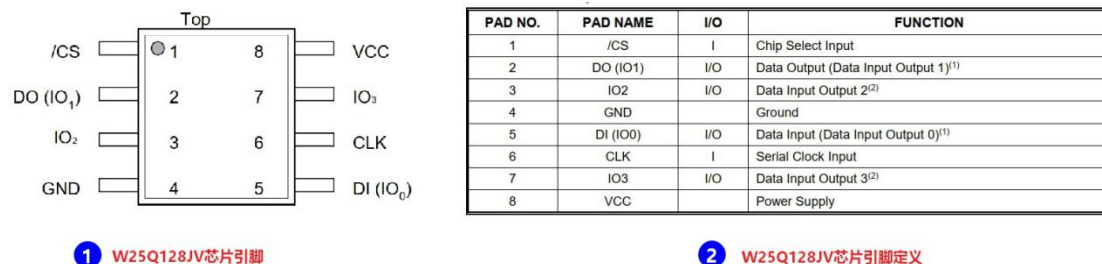 Top
/CS 1 8 VCC
DO (IO₁) 2 7 IO₃
IO₂ 3 6 CLK
GND 4 5 DI (IO₀)
1 W25Q128JV芯片引脚
PAD NO. PAD NAME I/O FUNCTION
1 /CS I Chip Select Input
2 DO (IO1) I/O Data Output (Data Input Output 1)⁽¹⁾
3 IO2 I/O Data Input Output 2⁽²⁾
4 GND Ground
5 DI (IO0) I/O Data Input (Data Input Output 0)⁽¹⁾
6 CLK I Serial Clock Input
7 IO3 I/O Data Input Output 3⁽²⁾
8 VCC Power Supply
2 W25Q128JV芯片引脚定义